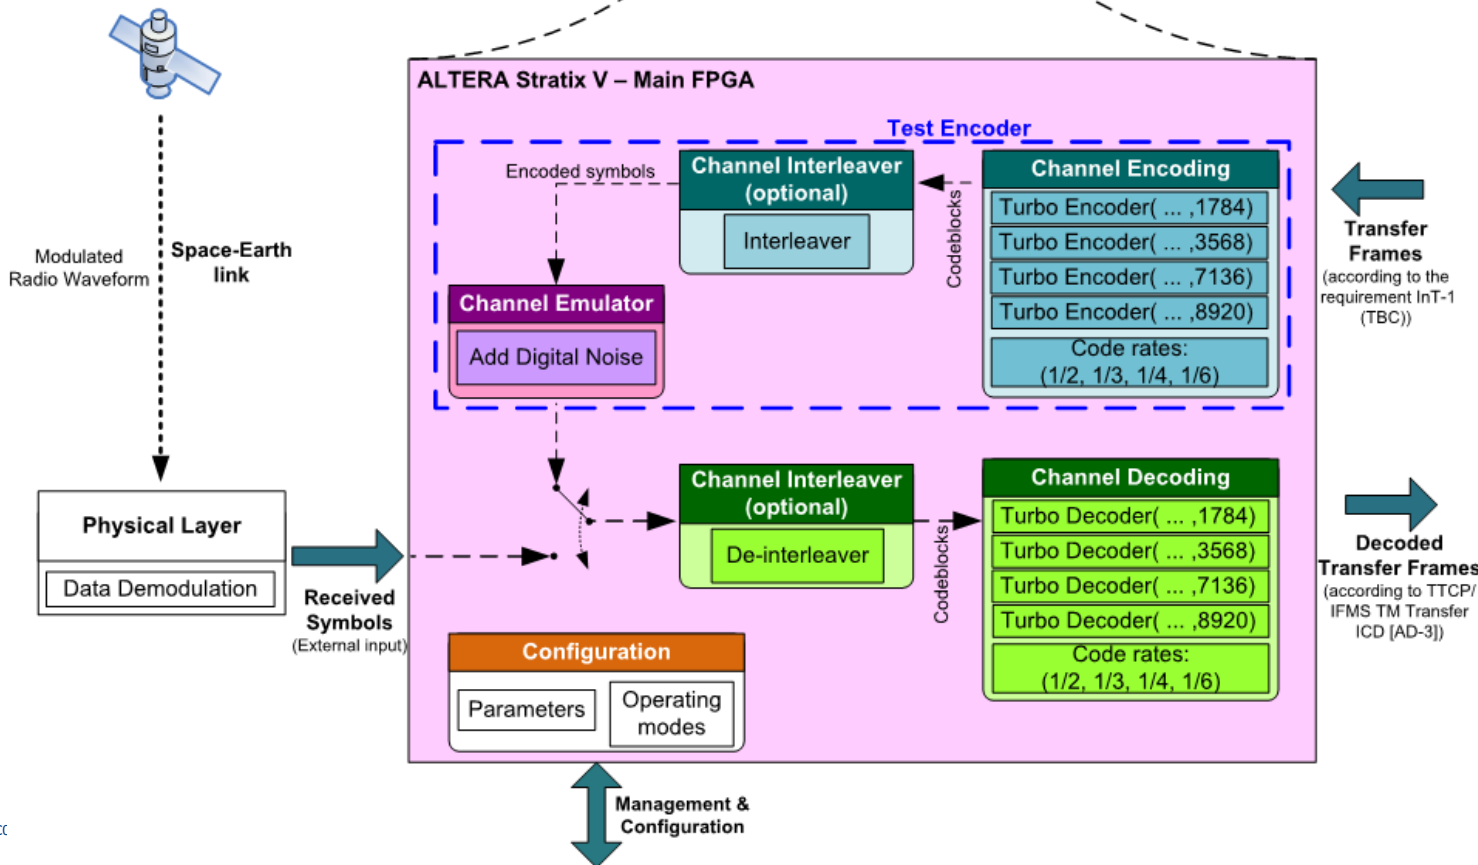 ALTERA Stratix V – Main FPGA
Test Encoder
Encoded symbols
Channel Interleaver
(optional)
Interleaver
Codeblocks
Channel Encoding
Turbo Encoder( ... ,1784)
Turbo Encoder( ... ,3568)
Turbo Encoder( ... ,7136)
Turbo Encoder( ... ,8920)
Code rates:
(1/2, 1/3, 1/4, 1/6)
Transfer
Frames
(according to the
requirement InT-1
(TBC))
Modulated
Radio Waveform
Space-Earth
link
Channel Emulator
Add Digital Noise
Physical Layer
Data Demodulation
Received
Symbols
(External input)
Channel Interleaver
(optional)
De-interleaver
Codeblocks
Channel Decoding
Turbo Decoder( ... ,1784)
Turbo Decoder( ... ,3568)
Turbo Decoder( ... ,7136)
Turbo Decoder( ... ,8920)
Code rates:
(1/2, 1/3, 1/4, 1/6)
Decoded
Transfer Frames
(according to TTCP/
IFMS TM Transfer
ICD [AD-3])
Configuration
Parameters
Operating
modes
Management &
Configuration